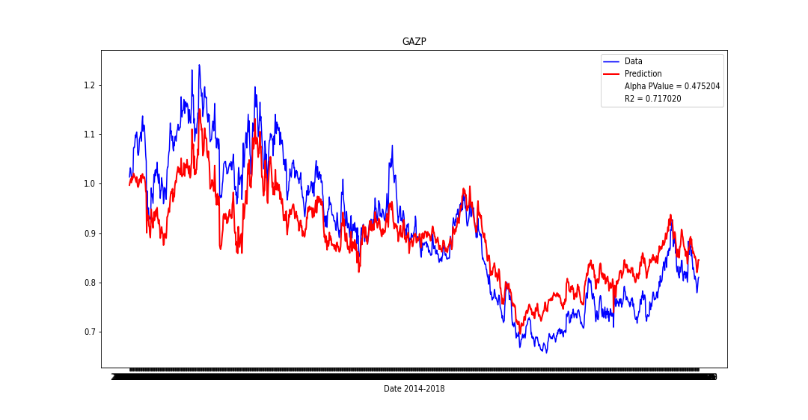 GAZP
Data
Prediction
Alpha PValue = 0.475204
R2 = 0.717020
1.2
1.1
1.0
0.9
0.8
0.7
Date 2014-2018